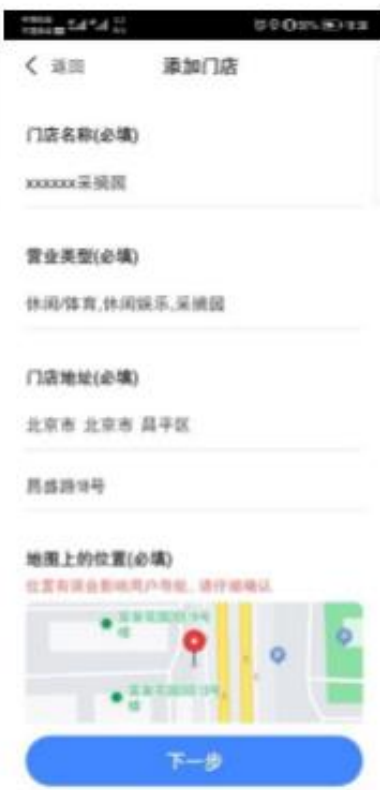 返回
添加门店
门店名称(必填)
xxxxxx采摘园
营业类型(必填)
休闲/体育,休闲娱乐,采摘园
门店地址(必填)
北京市 北京市 昌平区
昌盛路18号
地图上的位置(必填)
位置有误会影响用户导航, 请仔细确认
下一步